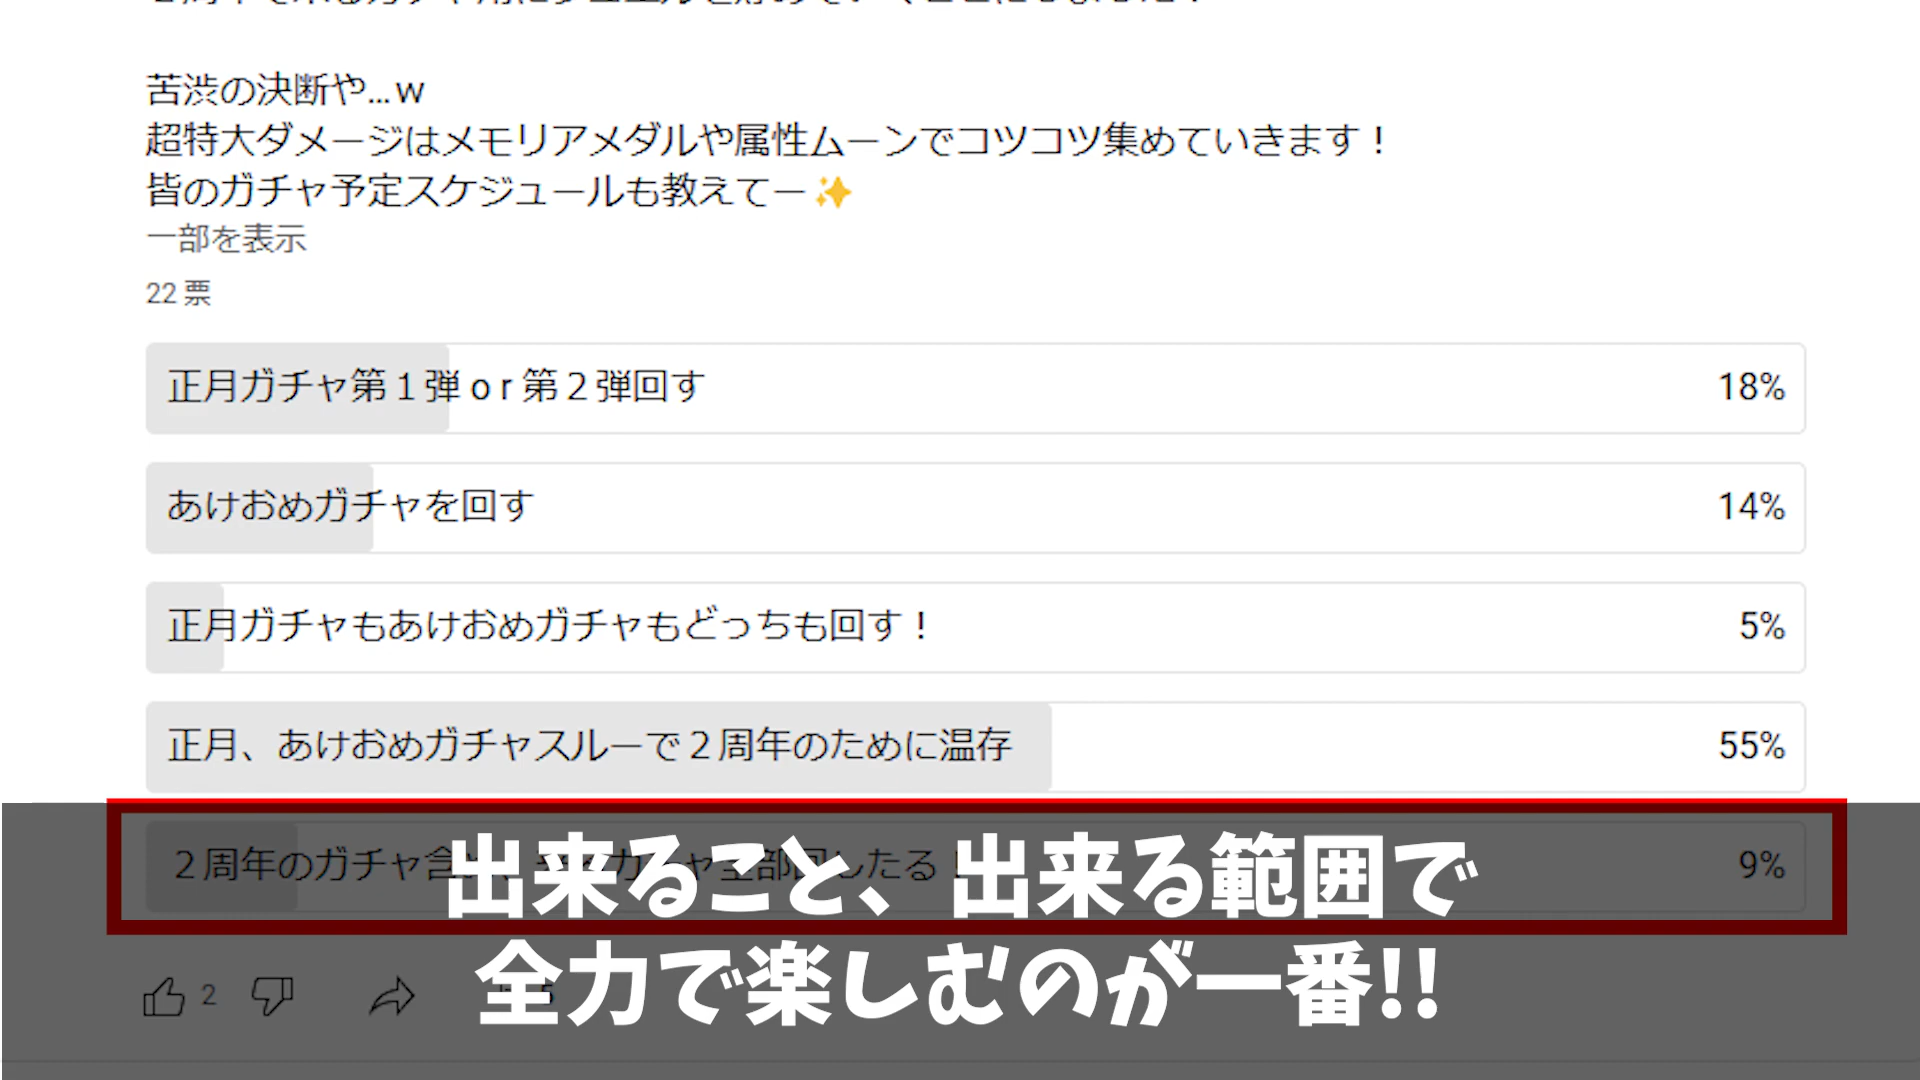 苦渋の決断や…w
超特大ダメージはメモリアメダルや属性ムーンでコツコツ集めていきます！
皆のガチャ予定スケジュールも教えてー✨
一部を表示
22 票
正月ガチャ第１弾ｏｒ第２弾回す
18%
あけおめガチャを回す
14%
正月ガチャもあけおめガチャもどっちも回す！
5%
正月、あけおめガチャスルーで２周年のために温存
55%
２周年のガチャ含
9%
出来ること、出来る範囲で
全力で楽しむのが一番!!
2